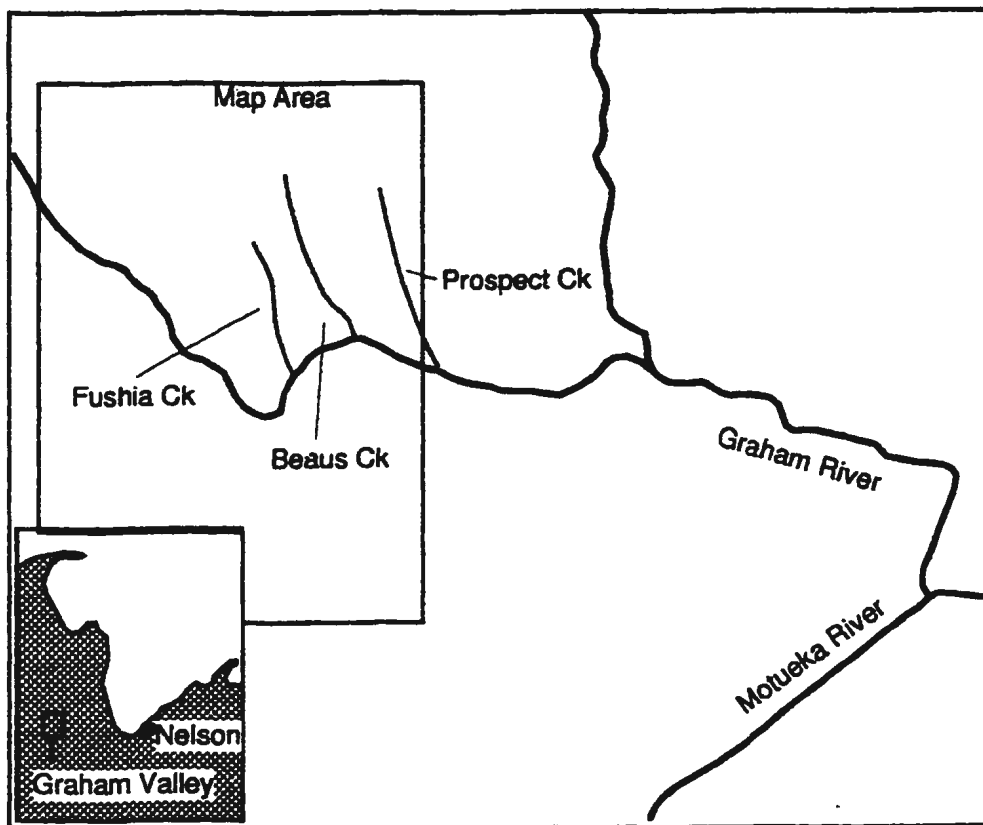 Map Area
Prospect Ck
Fushia Ck
Beaus Ck
Graham River
Motueka River
Nelson
Graham Valley